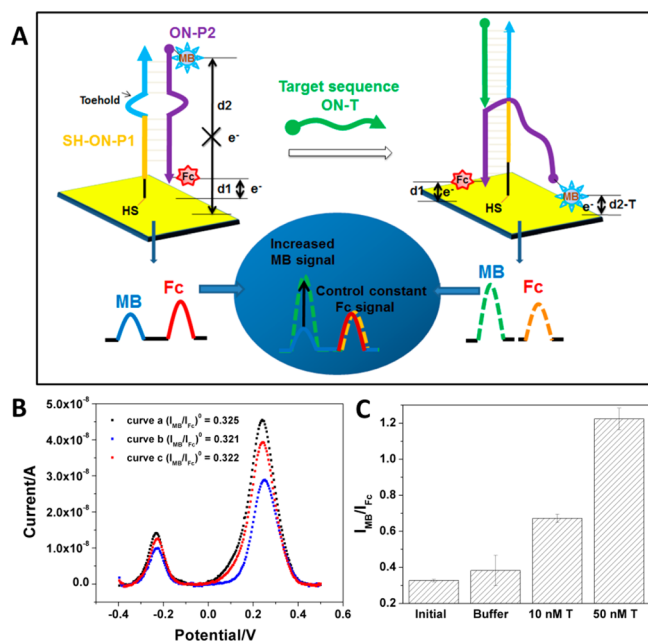 A
ON-P2
MB
Toehold
d2
SH-ON-P1
e-
Fc
d1 e-
HS
Target sequence
ON-T
Fc
d1 e-
HS
MB
e- d2-T
Increased
MB signal
Control constant
Fc signal
MB Fc
MB Fc
B
curve a (I_MB/I_Fc)^0 = 0.325
curve b (I_MB/I_Fc)^0 = 0.321
curve c (I_MB/I_Fc)^0 = 0.322
5.0x10^-8
4.0x10^-8
3.0x10^-8
2.0x10^-8
1.0x10^-8
0.0
Current/A
-0.4 -0.2 0.0 0.2 0.4 0.6
Potential/V
C
1.2
1.0
0.8
0.6
0.4
I_MB/I_Fc
Initial Buffer 10 nM T 50 nM T